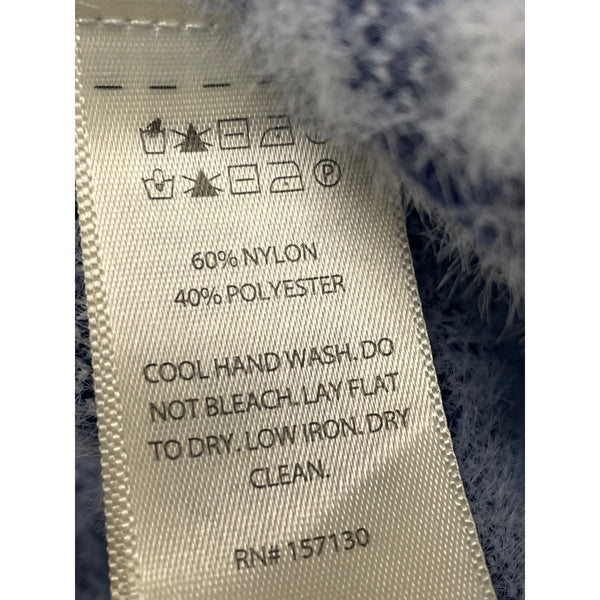 60% NYLON
40% POLYESTER
COOL HAND WASH. DO
NOT BLEACH. LAY FLAT
TO DRY. LOW IRON. DRY
CLEAN.
RN# 157130